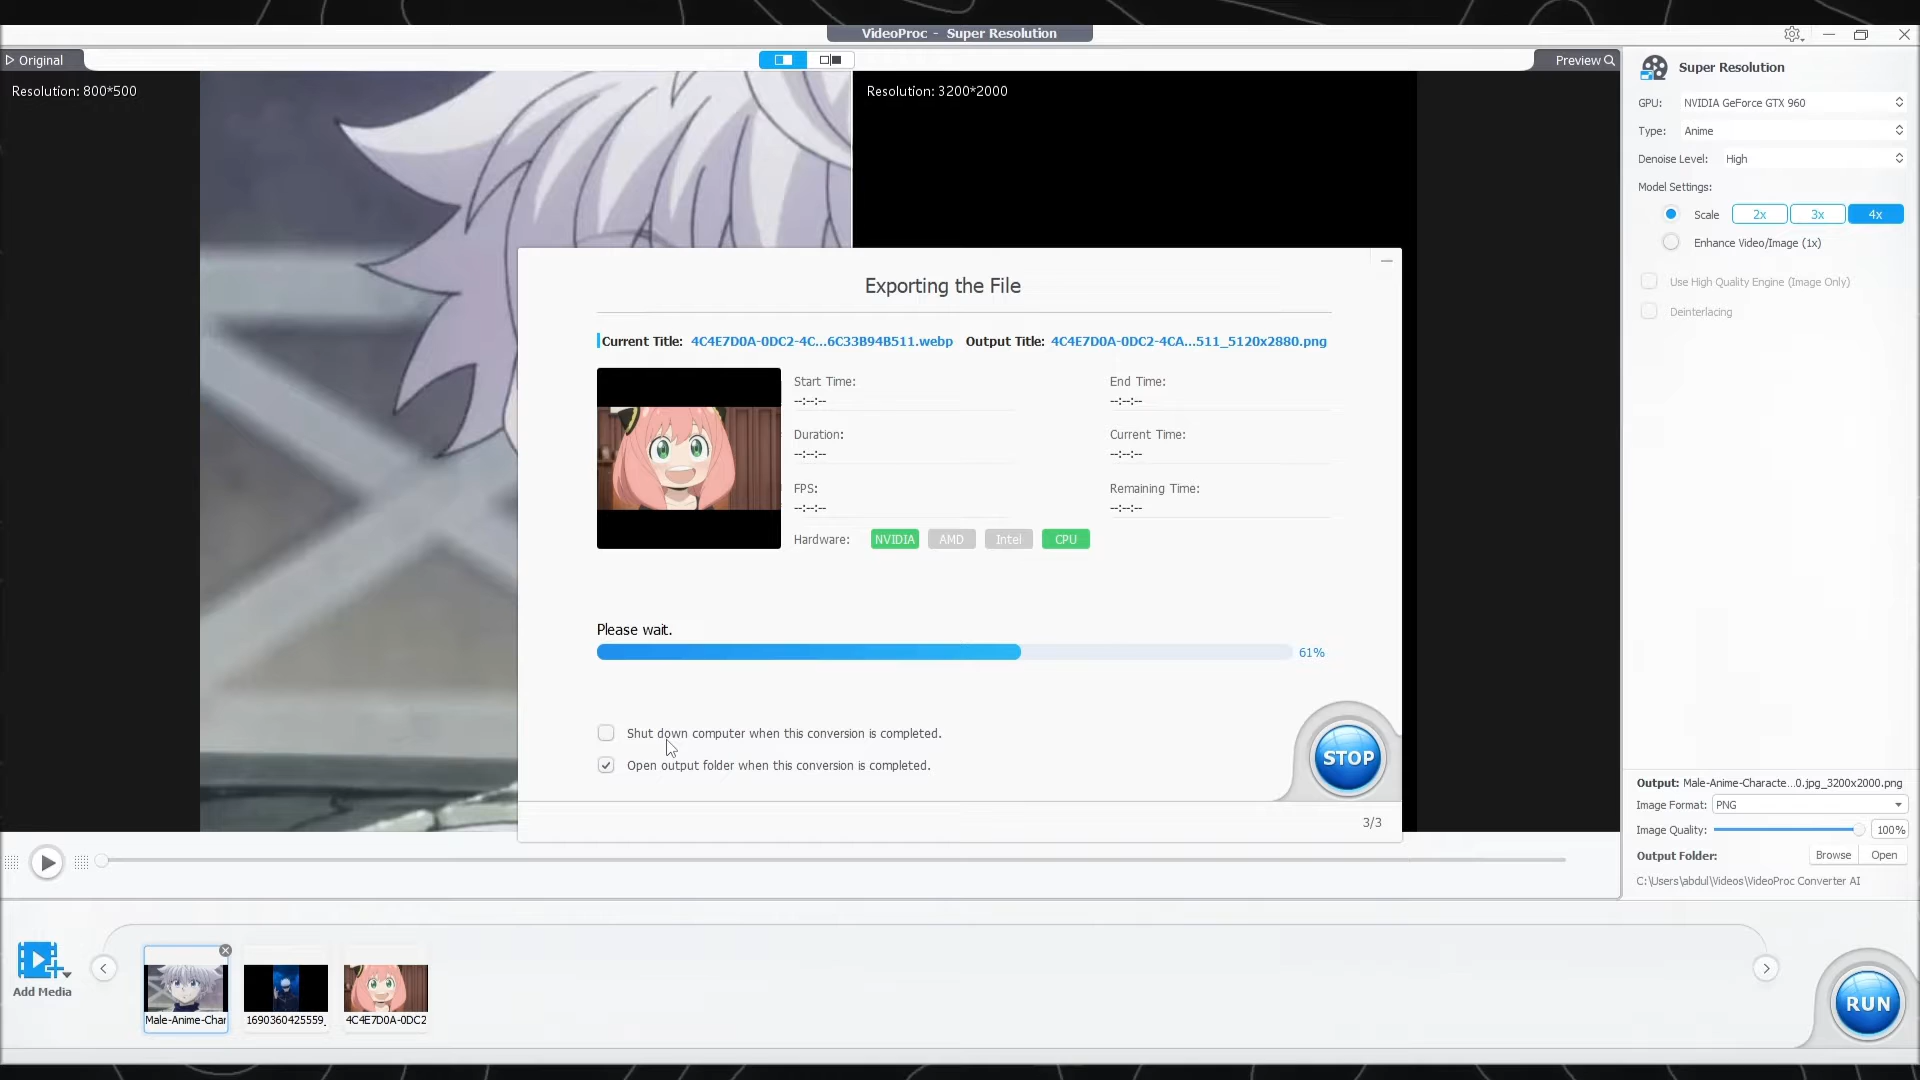 VideoProc - Super Resolution
Original
Preview
Resolution: 800*500
Resolution: 3200*2000
Super Resolution
GPU: NVIDIA GeForce GTX 960
Type: Anime
Denoise Level: High
Model Settings:
Scale 2x 3x 4x
Enhance Video/Image (1x)
Use High Quality Engine (Image Only)
Deinterlacing
Exporting the File
Current Title: 4C4E7D0A-0DC2-4C...6C33B94B511.webp Output Title: 4C4E7D0A-0DC2-4CA...511_5120x2880.png
Start Time:
--:--:--
End Time:
--:--:--
Duration:
--:--:--
Current Time:
--:--:--
FPS:
--:--:--
Remaining Time:
--:--:--
Hardware: NVIDIA AMD Intel CPU
Please wait.
61%
Shut down computer when this conversion is completed.
Open output folder when this conversion is completed.
STOP
3/3
Output: Male-Anime-Characte...0.jpg_3200x2000.png
Image Format: PNG
Image Quality: 100%
Output Folder: Browse Open
C:\Users\abdul\Videos\VideoProc Converter AI
Add Media
Male-Anime-Char
1690360425559_
4C4E7D0A-0DC2
RUN